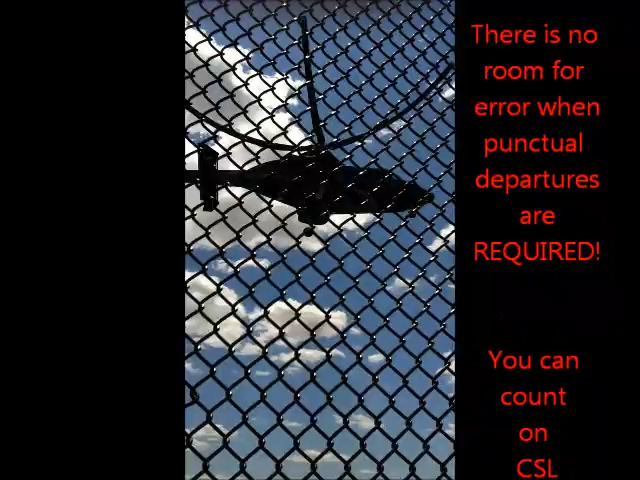 There is no
room for
error when
punctual
departures
are
REQUIRED!
You can
count
on
CSL